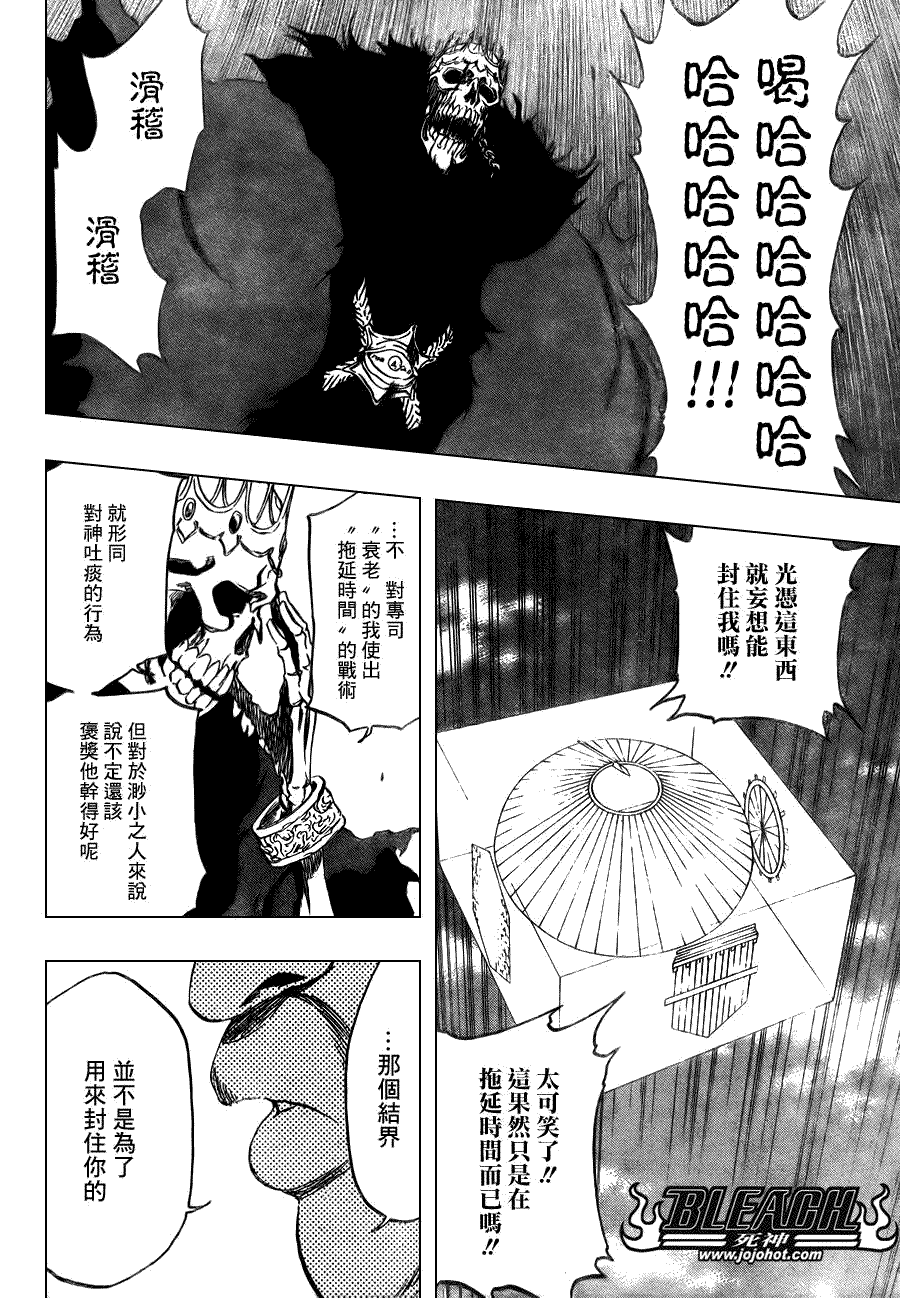 喝哈哈哈哈哈哈
哈哈哈哈哈!!!
滑稽
滑稽
光憑這東西
就妄想能
封住我嗎!!
太可笑了!!
這果然只是在
拖延時間而已嗎!!
…不 對專司
〝衰老〞的我使出
〝拖延時間〞的戰術
就形同
對神吐痰的行為
但對於渺小之人來說
說不定還該
褒獎他幹得好呢
…那個結界
並不是為了
用來封住你的
BLEACH
死神
www.jojohot.com